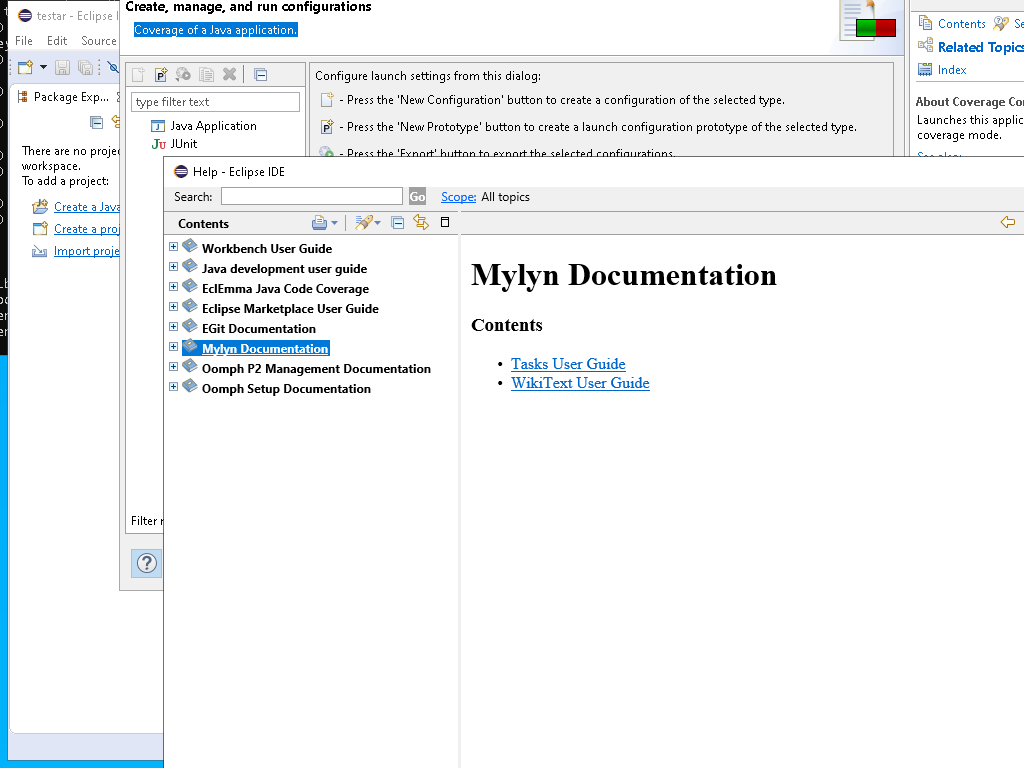 testar - Eclipse I
File Edit Source
Package Exp...
There are no projec
workspace.
To add a project:
Create a Java
Create a proj
Import proje
Create, manage, and run configurations
Coverage of a Java application.
type filter text
Java Application
JUnit
Filter
Configure launch settings from this dialog:
- Press the 'New Configuration' button to create a configuration of the selected type.
- Press the 'New Prototype' button to create a launch configuration prototype of the selected type.
- Press the 'Export' button to export the selected configurations.
Contents Se
Related Topics
Index
About Coverage Co
Launches this applic
coverage mode.
See also:
Help - Eclipse IDE
Search: Go Scope: All topics
Contents
Workbench User Guide
Java development user guide
EclEmma Java Code Coverage
Eclipse Marketplace User Guide
EGit Documentation
Mylyn Documentation
Oomph P2 Management Documentation
Oomph Setup Documentation
Mylyn Documentation
Contents
• Tasks User Guide
• WikiText User Guide